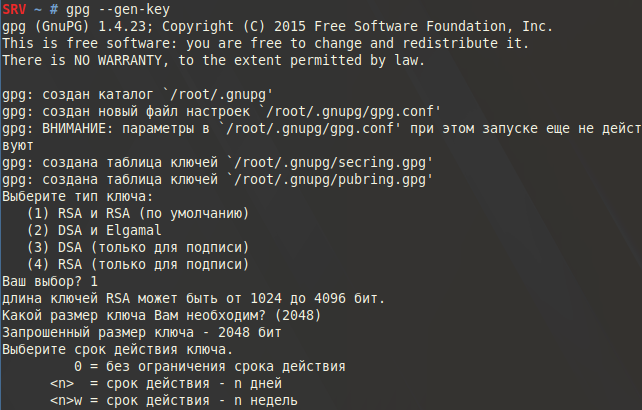 SRV ~ # gpg --gen-key
gpg (GnuPG) 1.4.23; Copyright (C) 2015 Free Software Foundation, Inc.
This is free software: you are free to change and redistribute it.
There is NO WARRANTY, to the extent permitted by law.

gpg: создан каталог `/root/.gnupg'
gpg: создан новый файл настроек `/root/.gnupg/gpg.conf'
gpg: ВНИМАНИЕ: параметры в `/root/.gnupg/gpg.conf' при этом запуске еще не дейст
вуют
gpg: создана таблица ключей `/root/.gnupg/secring.gpg'
gpg: создана таблица ключей `/root/.gnupg/pubring.gpg'
Выберите тип ключа:
   (1) RSA и RSA (по умолчанию)
   (2) DSA и Elgamal
   (3) DSA (только для подписи)
   (4) RSA (только для подписи)
Ваш выбор? 1
длина ключей RSA может быть от 1024 до 4096 бит.
Какой размер ключа Вам необходим? (2048)
Запрошенный размер ключа - 2048 бит
Выберите срок действия ключа.
         0 = без ограничения срока действия
      <n>  = срок действия - n дней
      <n>w = срок действия - n недель